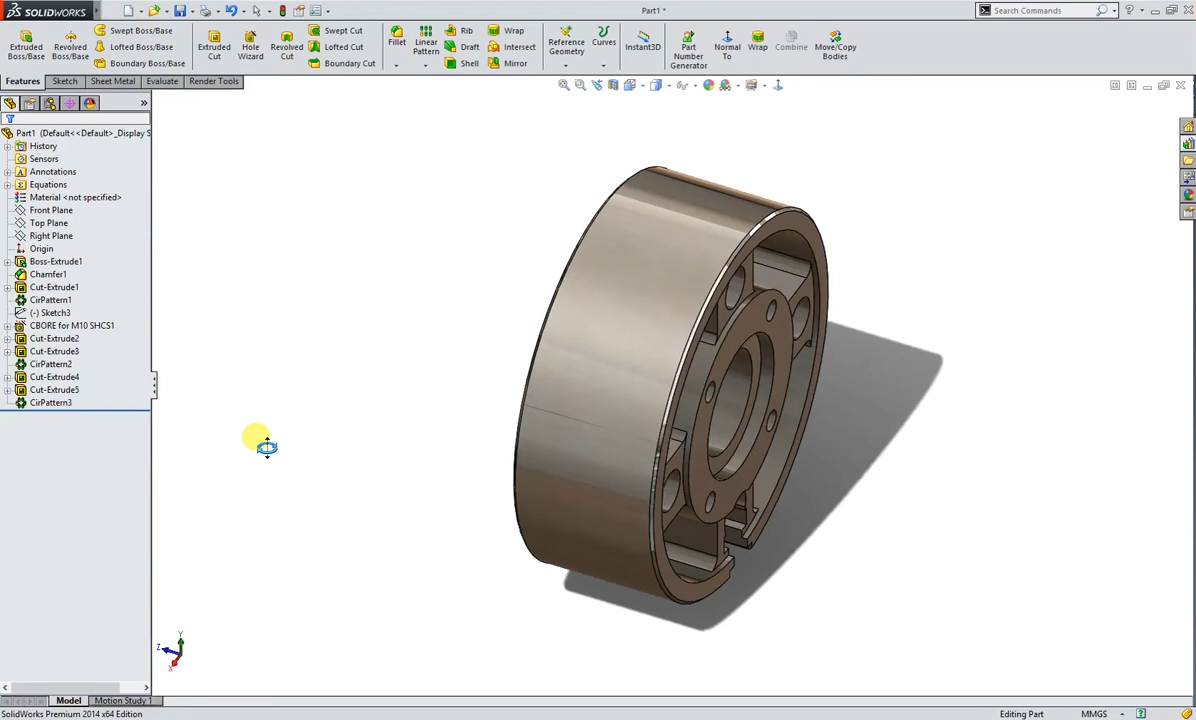 SOLIDWORKS
Part1 *
Search Commands
Extruded Boss/Base
Revolved Boss/Base
Swept Boss/Base
Lofted Boss/Base
Boundary Boss/Base
Extruded Cut
Hole Wizard
Revolved Cut
Swept Cut
Lofted Cut
Boundary Cut
Fillet
Linear Pattern
Rib
Draft
Shell
Wrap
Intersect
Mirror
Reference Geometry
Curves
Instant3D
Part Number Generator
Normal To
Wrap
Combine
Move/Copy Bodies
Features
Sketch
Sheet Metal
Evaluate
Render Tools
Part1 (Default<<Default>_Display S
History
Sensors
Annotations
Equations
Material <not specified>
Front Plane
Top Plane
Right Plane
Origin
Boss-Extrude1
Chamfer1
Cut-Extrude1
CirPattern1
(-) Sketch3
CBORE for M10 SHCS1
Cut-Extrude2
Cut-Extrude3
CirPattern2
Cut-Extrude4
Cut-Extrude5
CirPattern3
Y
Z
X
Model
Motion Study 1
SolidWorks Premium 2014 x64 Edition
Editing Part
MMGS